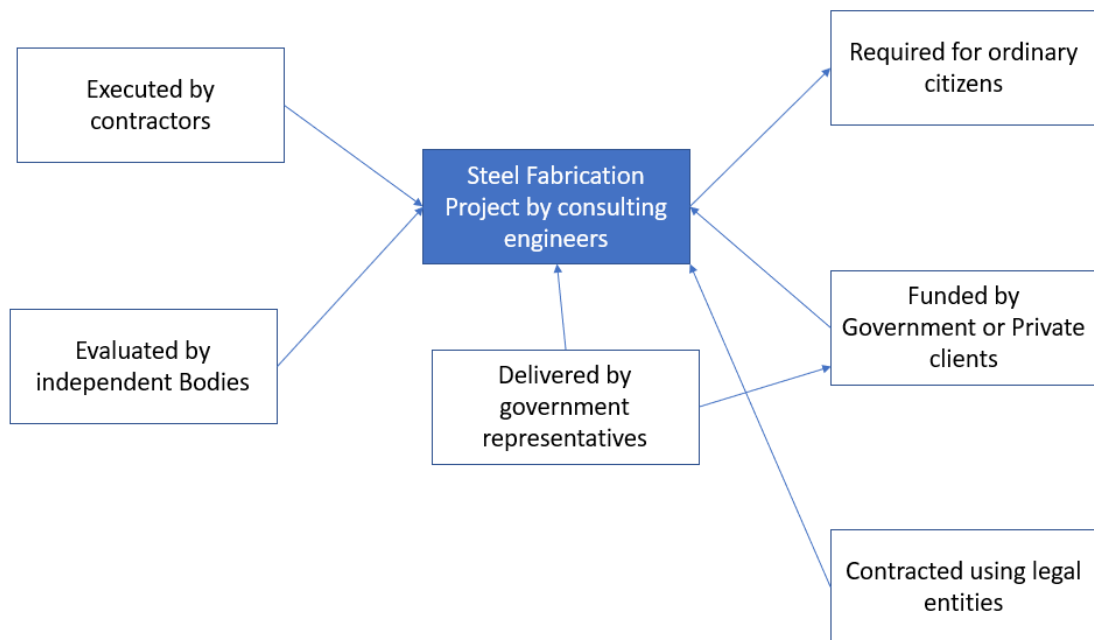 Executed by
contractors
Evaluated by
independent Bodies
Steel Fabrication
Project by consulting
engineers
Delivered by
government
representatives
Required for ordinary
citizens
Funded by
Government or Private
clients
Contracted using legal
entities